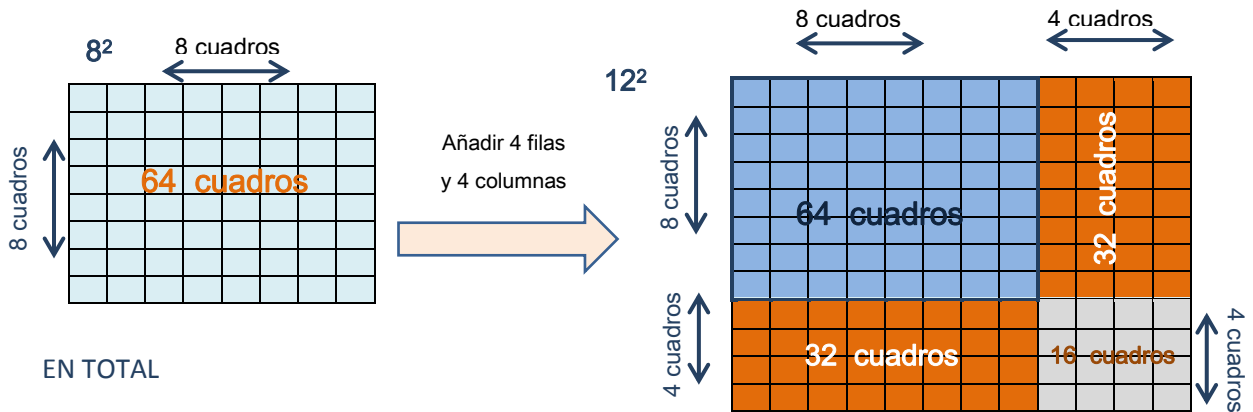 8²
8 cuadros
8 cuadros
64 cuadros
EN TOTAL
Añadir 4 filas
y 4 columnas
12²
8 cuadros
4 cuadros
8 cuadros
64 cuadros
32 cuadros
4 cuadros
32 cuadros
16 cuadros
4 cuadros